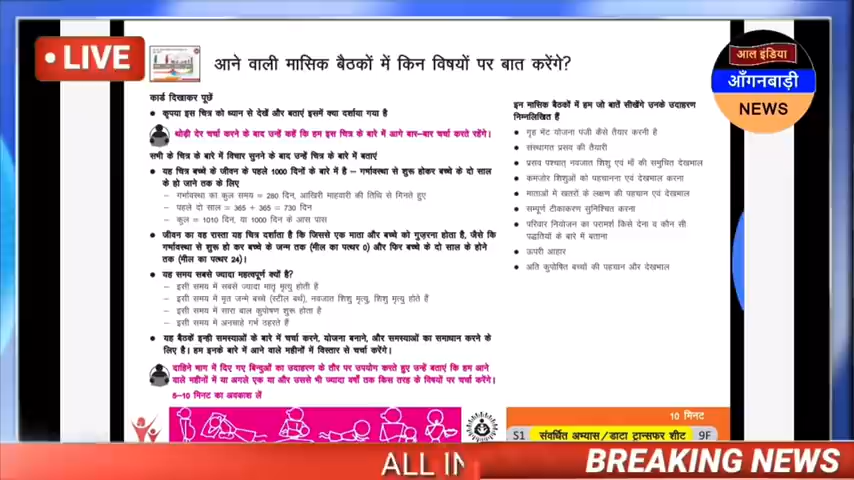 LIVE
आने वाली मासिक बैठकों में किन विषयों पर बात करेंगे?
आल इंडिया
आँगनबाड़ी
NEWS
कार्ड दिखाकर पूछें
• कृपया इस चित्र को ध्यान से देखें और बताएं इसमें क्या दर्शाया गया है
थोड़ी देर चर्चा करने के बाद उन्हें कहें कि हम इस चित्र के बारे में आगे बार–बार चर्चा करते रहेंगे।
सभी के चित्र के बारे में विचार सुनने के बाद उन्हें चित्र के बारे में बताएं
• यह चित्र बच्चे के जीवन के पहले 1000 दिनों के बारे में है – गर्भावस्था से शुरू होकर बच्चे के दो साल
के हो जाने तक के लिए
– गर्भावस्था का कुल समय = 280 दिन, आखिरी माहवारी की तिथि से गिनते हुए
– पहले दो साल = 365 + 365 = 730 दिन
– कुल = 1010 दिन, या 1000 दिन के आस पास
• जीवन का वह रास्ता यह चित्र दर्शाता है कि जिससे एक माता और बच्चे को गुज़रना होता है, जैसे कि
गर्भावस्था से शुरू हो कर बच्चे के जन्म तक (मील का पत्थर 0) और फिर बच्चे के दो साल के होने
तक (मील का पत्थर 24)।
• यह समय सबसे ज्यादा महत्वपूर्ण क्यों है?
– इसी समय में सबसे ज्यादा मातृ मृत्यु होती है
– इसी समय में मृत जन्मे बच्चे (स्टील बर्थ), नवजात शिशु मृत्यु, शिशु मृत्यु होते हैं
– इसी समय में सारा बाल कुपोषण शुरू होता है
– इसी समय मे अनचाहे गर्भ ठहरते हैं
• यह बैठकें इन्ही समस्याओं के बारे में चर्चा करने, योजना बनाने, और समस्याओं का समाधान करने के
लिए है। हम इनके बारे में आने वाले महीनों में विस्तार से चर्चा करेंगे।
दाहिने भाग में दिए गए बिन्दुओं का उदाहरण के तौर पर उपयोग करते हुए उन्हें बताएं कि हम आने
वाले महीनों में या अगले एक या और उससे भी ज्यादा वर्षो तक किस तरह के विषयों पर चर्चा करेंगे।
5–10 मिनट का अवकाश लें
इन मासिक बैठकों में हम जो बातें सीखेंगे उनके उदाहरण
निम्नलिखित हैं
• गृह भेंट योजना पंजी कैसे तैयार करनी है
• संस्थागत प्रसव की तैयारी
• प्रसव पश्चात् नवजात शिशु एवं माँ की समुचित देखभाल
• कमजोर शिशुओं को पहचानना एवं देखभाल करना
• माताओं में खतरों के लक्षण की पहचान एवं देखभाल
• सम्पूर्ण टीकाकरण सुनिश्चित करना
• परिवार नियोजन का परामर्श किसे देना व कौन सी
पद्धतियों के बारे में बताना
• ऊपरी आहार
• अति कुपोषित बच्चों की पहचान और देखभाल
10 मिनट
S1 संवर्धित अभ्यास/डाटा ट्रान्सफर शीट 9F
ALL IN
BREAKING NEWS